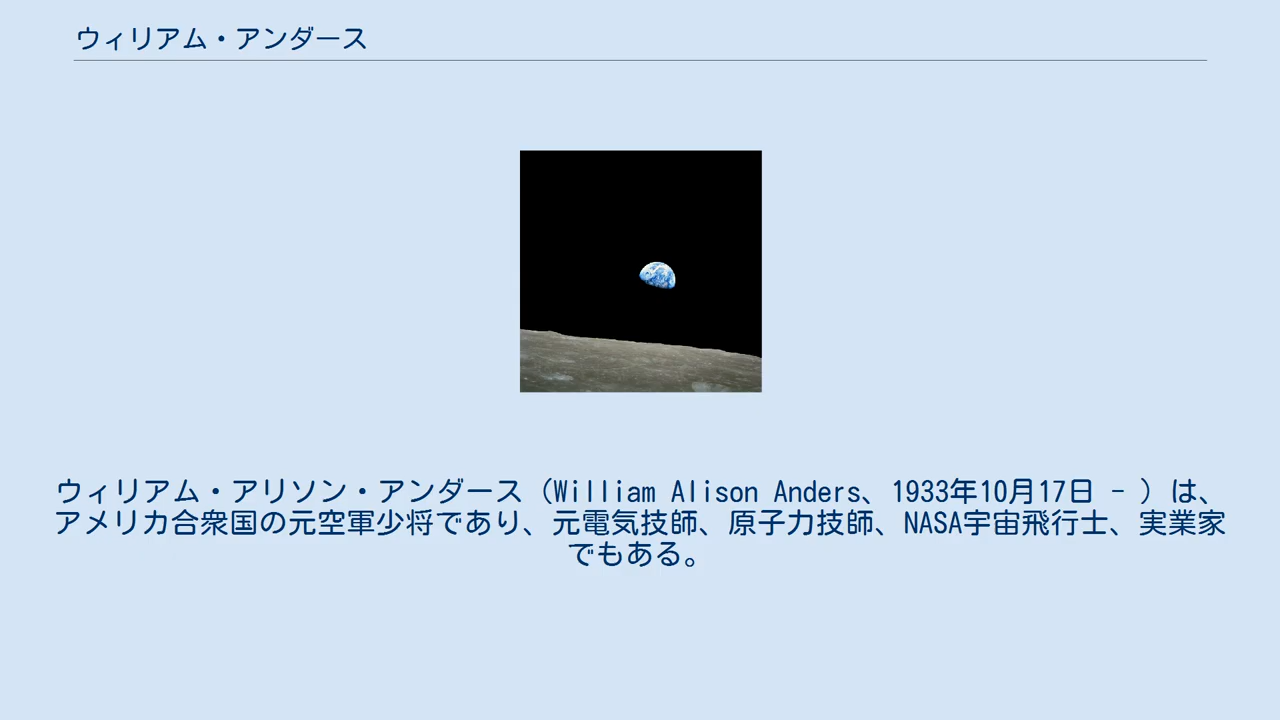 ウィリアム・アンダース
ウィリアム・アリソン・アンダース（William Alison Anders、1933年10月17日 - ）は、
アメリカ合衆国の元空軍少将であり、元電気技師、原子力技師、NASA宇宙飛行士、実業家
でもある。